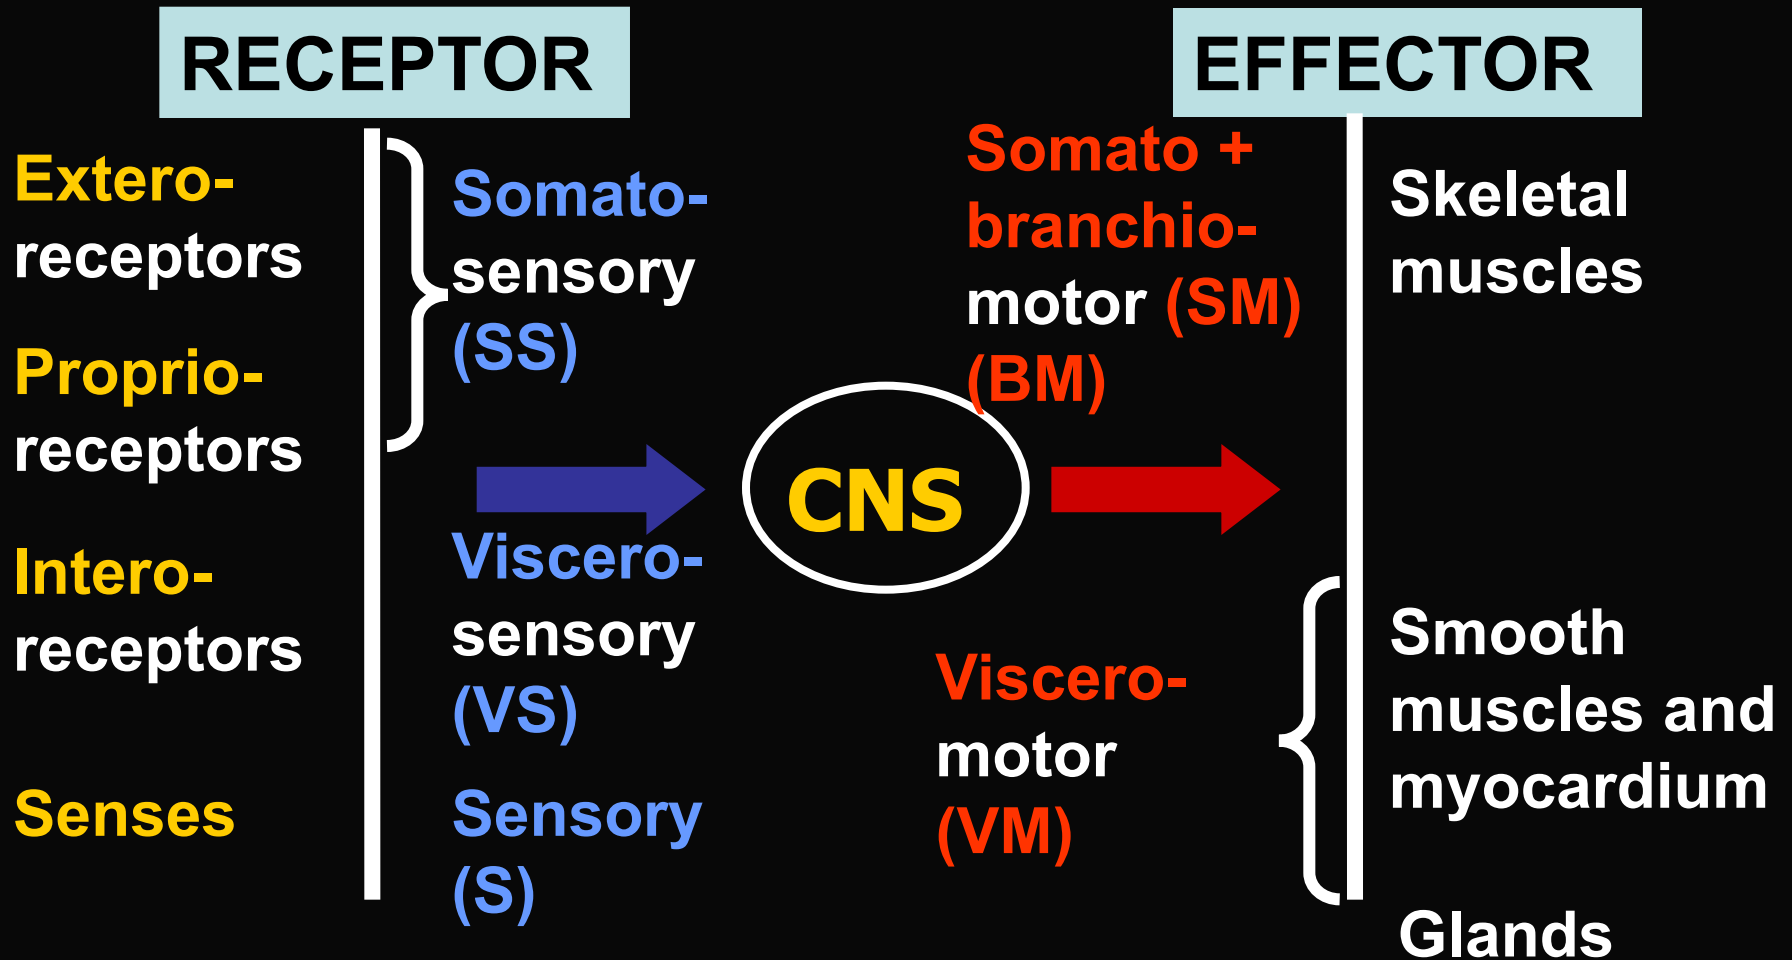 RECEPTOR
Extero-
receptors
Proprio-
receptors
Intero-
receptors
Senses
Somato-
sensory
(SS)
Viscero-
sensory
(VS)
Sensory
(S)
CNS
EFFECTOR
Somato +
branchio-
motor (SM)
(BM)
Viscero-
motor
(VM)
Skeletal
muscles
Smooth
muscles and
myocardium
Glands